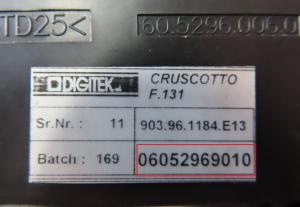 TD25< 60.5296.006.0
DIGITEK CRUSCOTTO
F.131
Sr.Nr.: 11 903.96.1184.E13
Batch: 169 06052969010